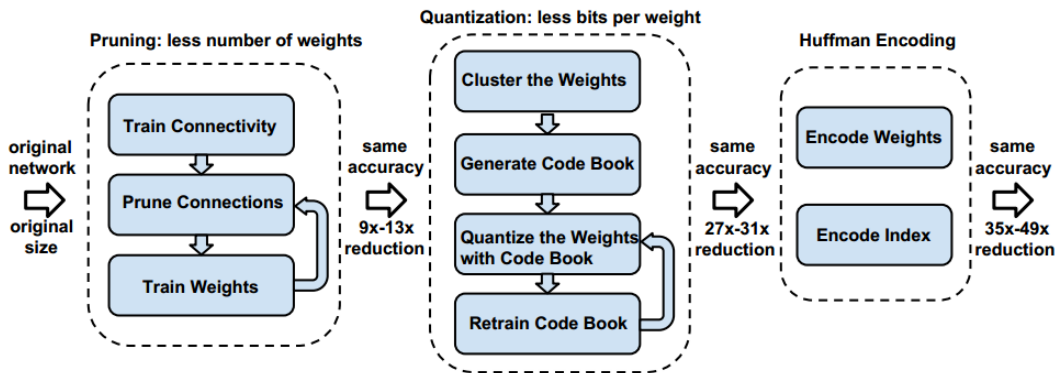 Quantization: less bits per weight
Pruning: less number of weights
Huffman Encoding
original
network
original
size
Train Connectivity
Prune Connections
Train Weights
same
accuracy
9x-13x
reduction
Cluster the Weights
Generate Code Book
Quantize the Weights
with Code Book
Retrain Code Book
same
accuracy
27x-31x
reduction
Encode Weights
Encode Index
same
accuracy
35x-49x
reduction